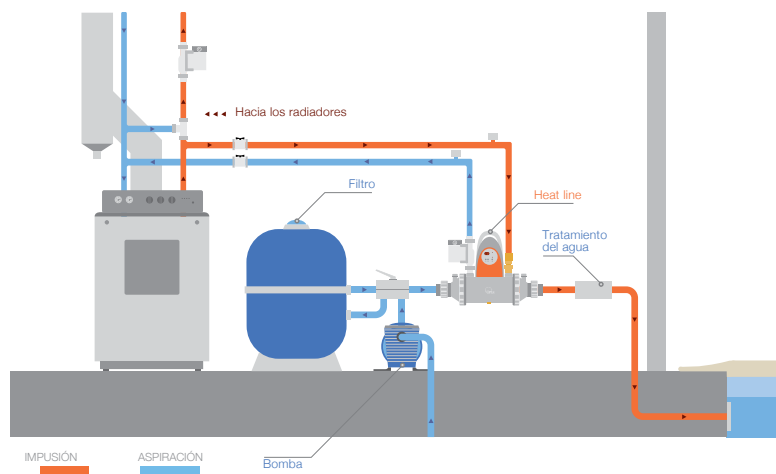 Hacia los radiadores
Filtro
Heat line
Tratamiento
del agua
IMPUSIÓN
ASPIRACIÓN
Bomba